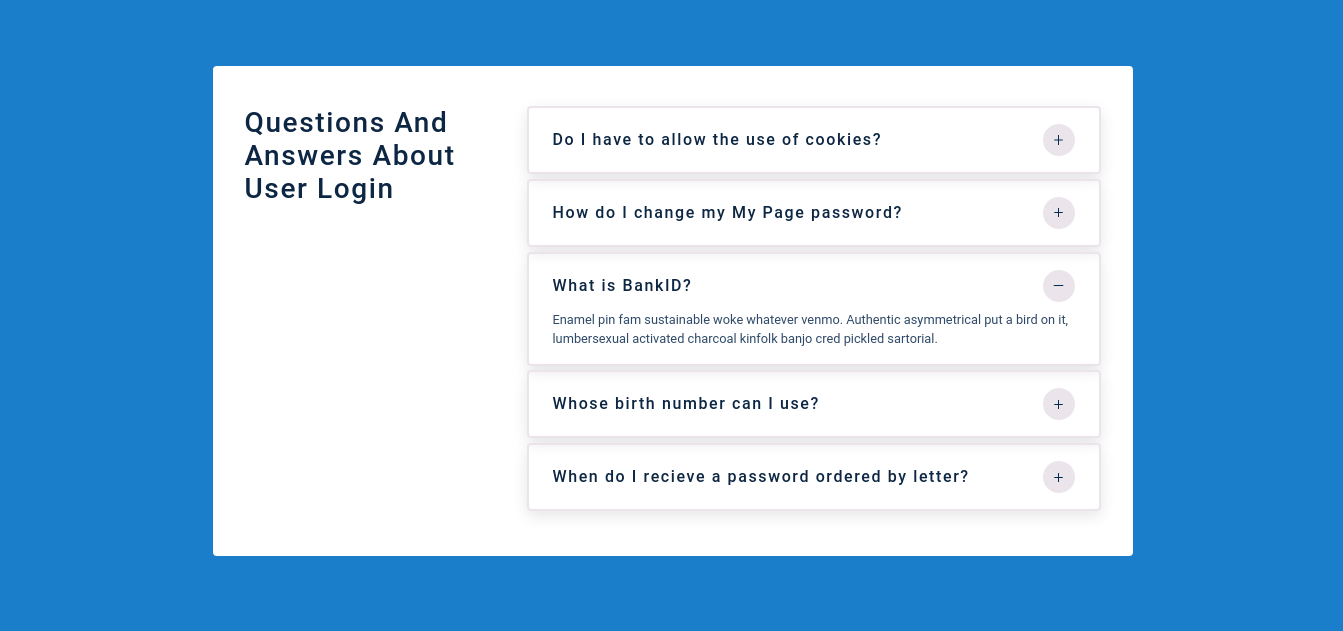 Questions And
Answers About
User Login
Do I have to allow the use of cookies?
How do I change my My Page password?
What is BankID?
Enamel pin fam sustainable woke whatever venmo. Authentic asymmetrical put a bird on it,
lumbersexual activated charcoal kinfolk banjo cred pickled sartorial.
Whose birth number can I use?
When do I recieve a password ordered by letter?